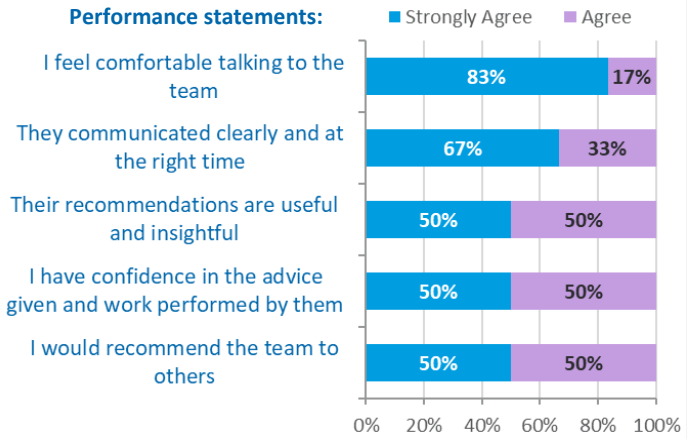 Performance statements:
Strongly Agree
Agree
I feel comfortable talking to the
team
83%
17%
They communicated clearly and at
the right time
67%
33%
Their recommendations are useful
and insightful
50%
50%
I have confidence in the advice
given and work performed by them
50%
50%
I would recommend the team to
others
50%
50%
0%
20%
40%
60%
80%
100%